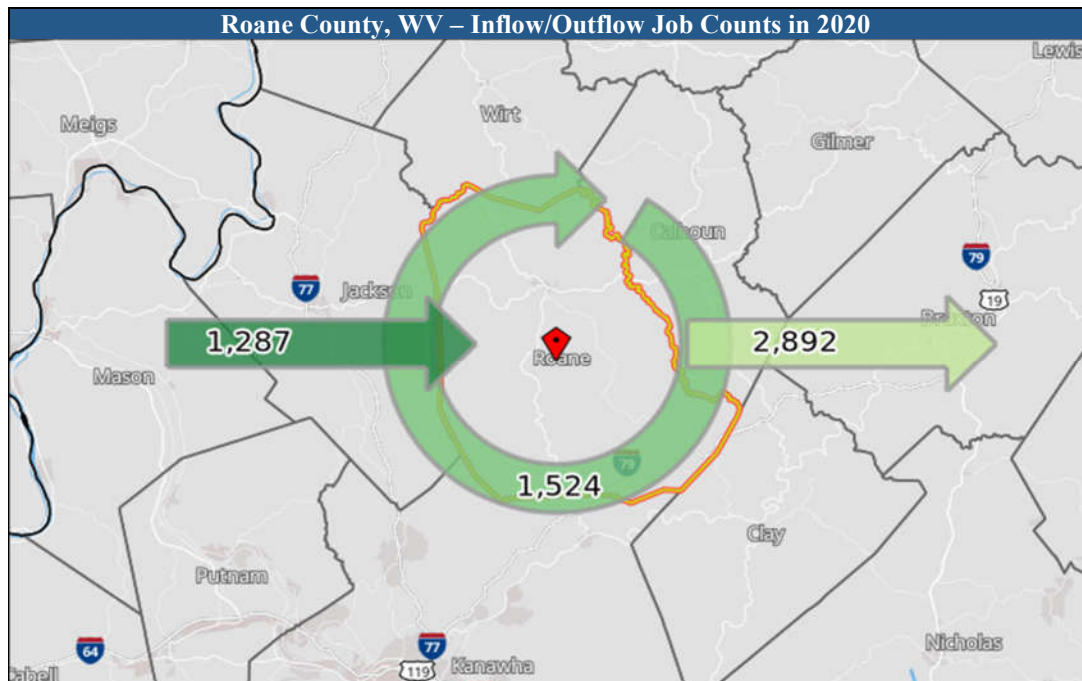 Roane County, WV – Inflow/Outflow Job Counts in 2020
Lewis
Wirt
Meigs
Gilmer
Calhoun
79
77
Jackson
19
Braxton
1,287
2,892
Roane
Mason
79
1,524
Clay
Putnam
64
77
Nicholas
119
Kanawha
Cabell